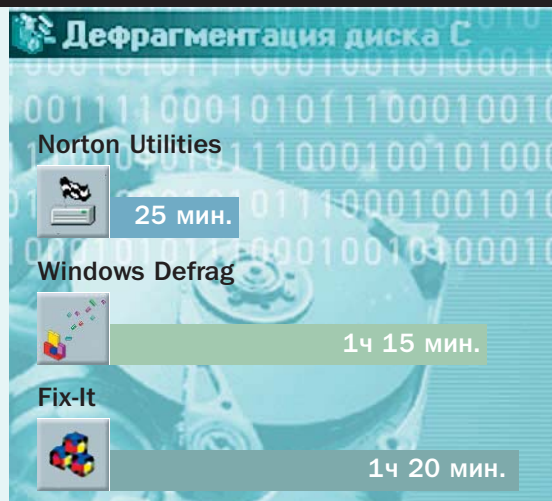 Дефрагментация диска C
Norton Utilities
25 мин.
Windows Defrag
1ч 15 мин.
Fix-It
1ч 20 мин.